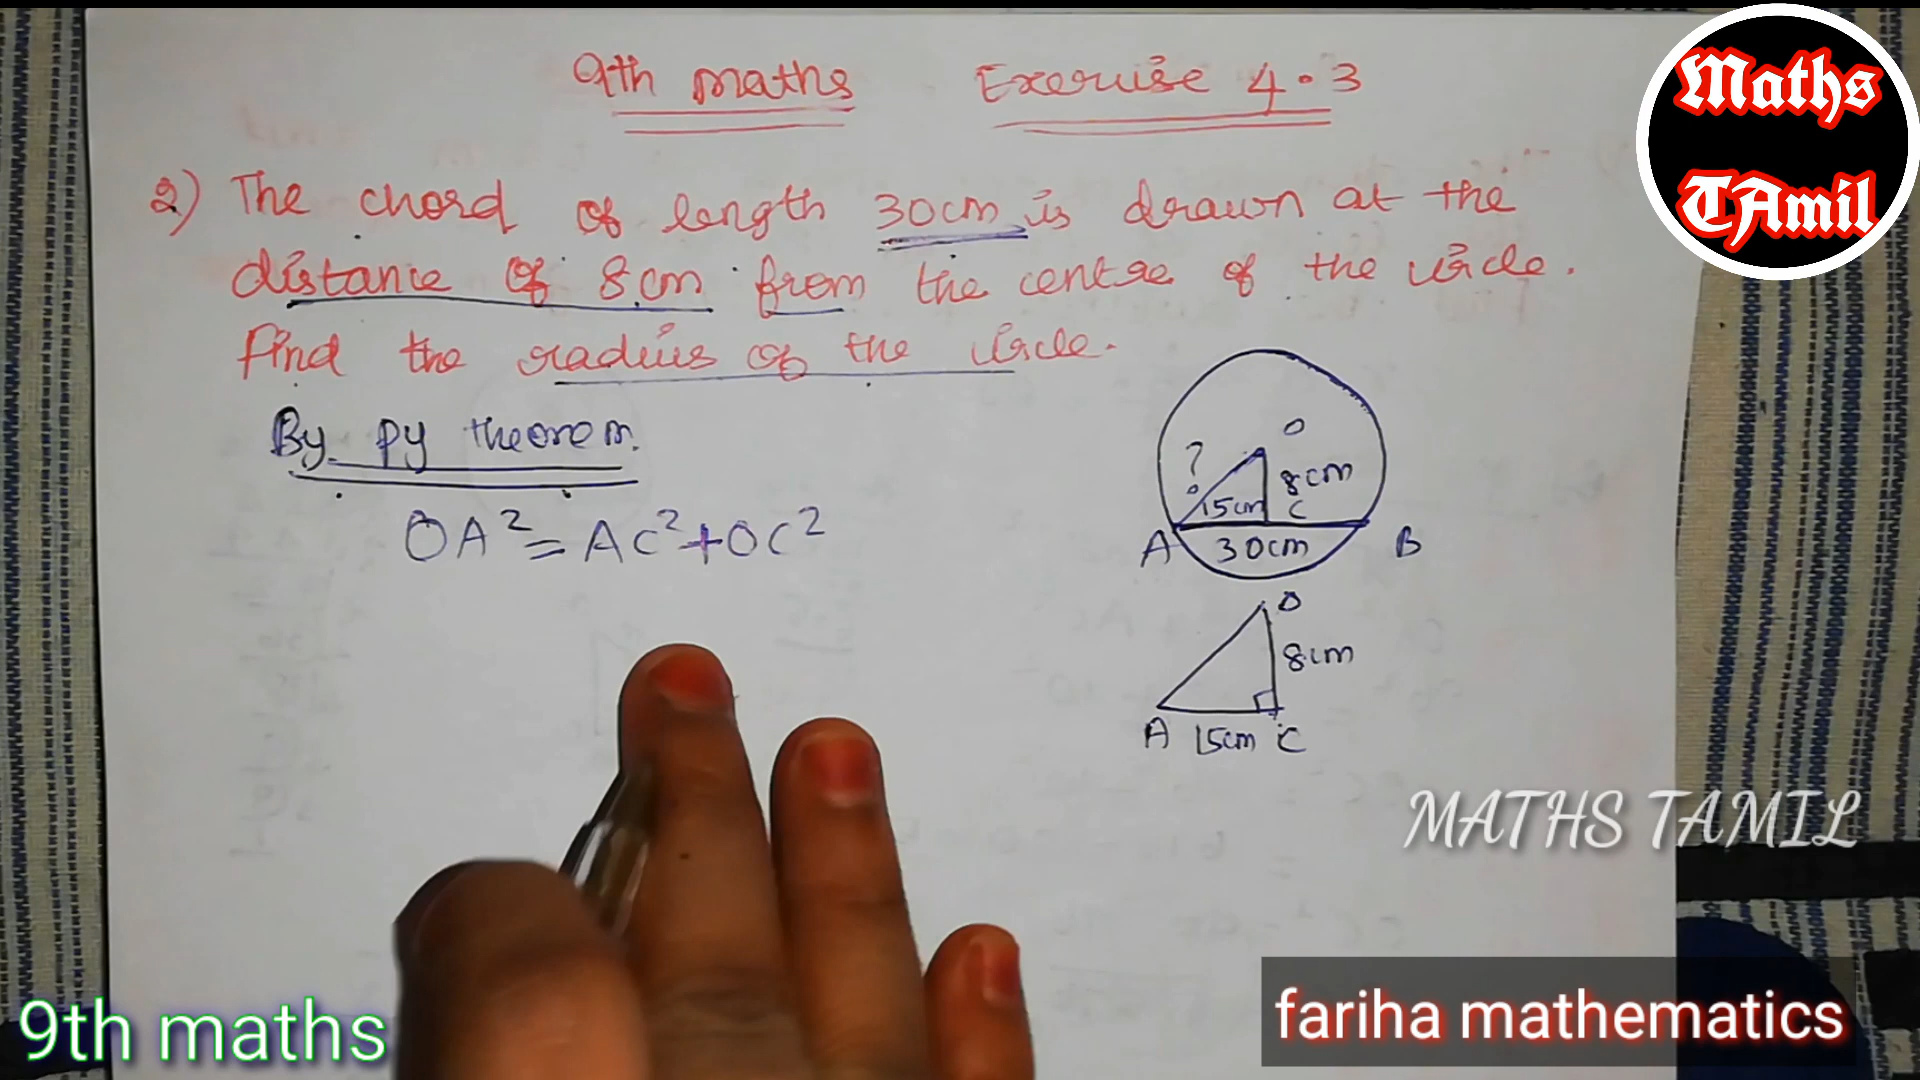 9th maths Exercise 4.3
2) The chord of length 30cm is drawn at the
distance of 8cm from the centre of the circle.
Find the radius of the circle.
By py theorem.
OA²=AC²+OC²
O
?
8cm
15cm C
A 30cm B
O
8cm
A 15cm C
Maths
TAmil
MATHS TAMIL
9th maths
fariha mathematics